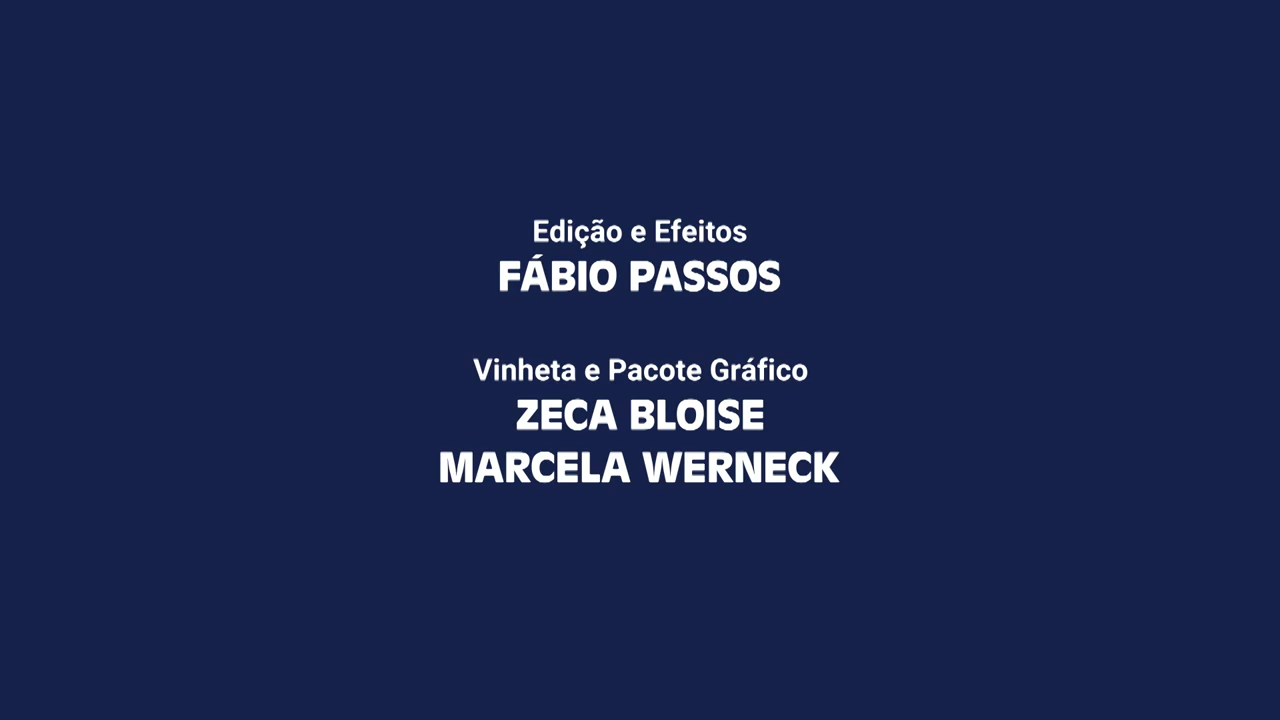 Edição e Efeitos
FÁBIO PASSOS
Vinheta e Pacote Gráfico
ZECA BLOISE
MARCELA WERNECK